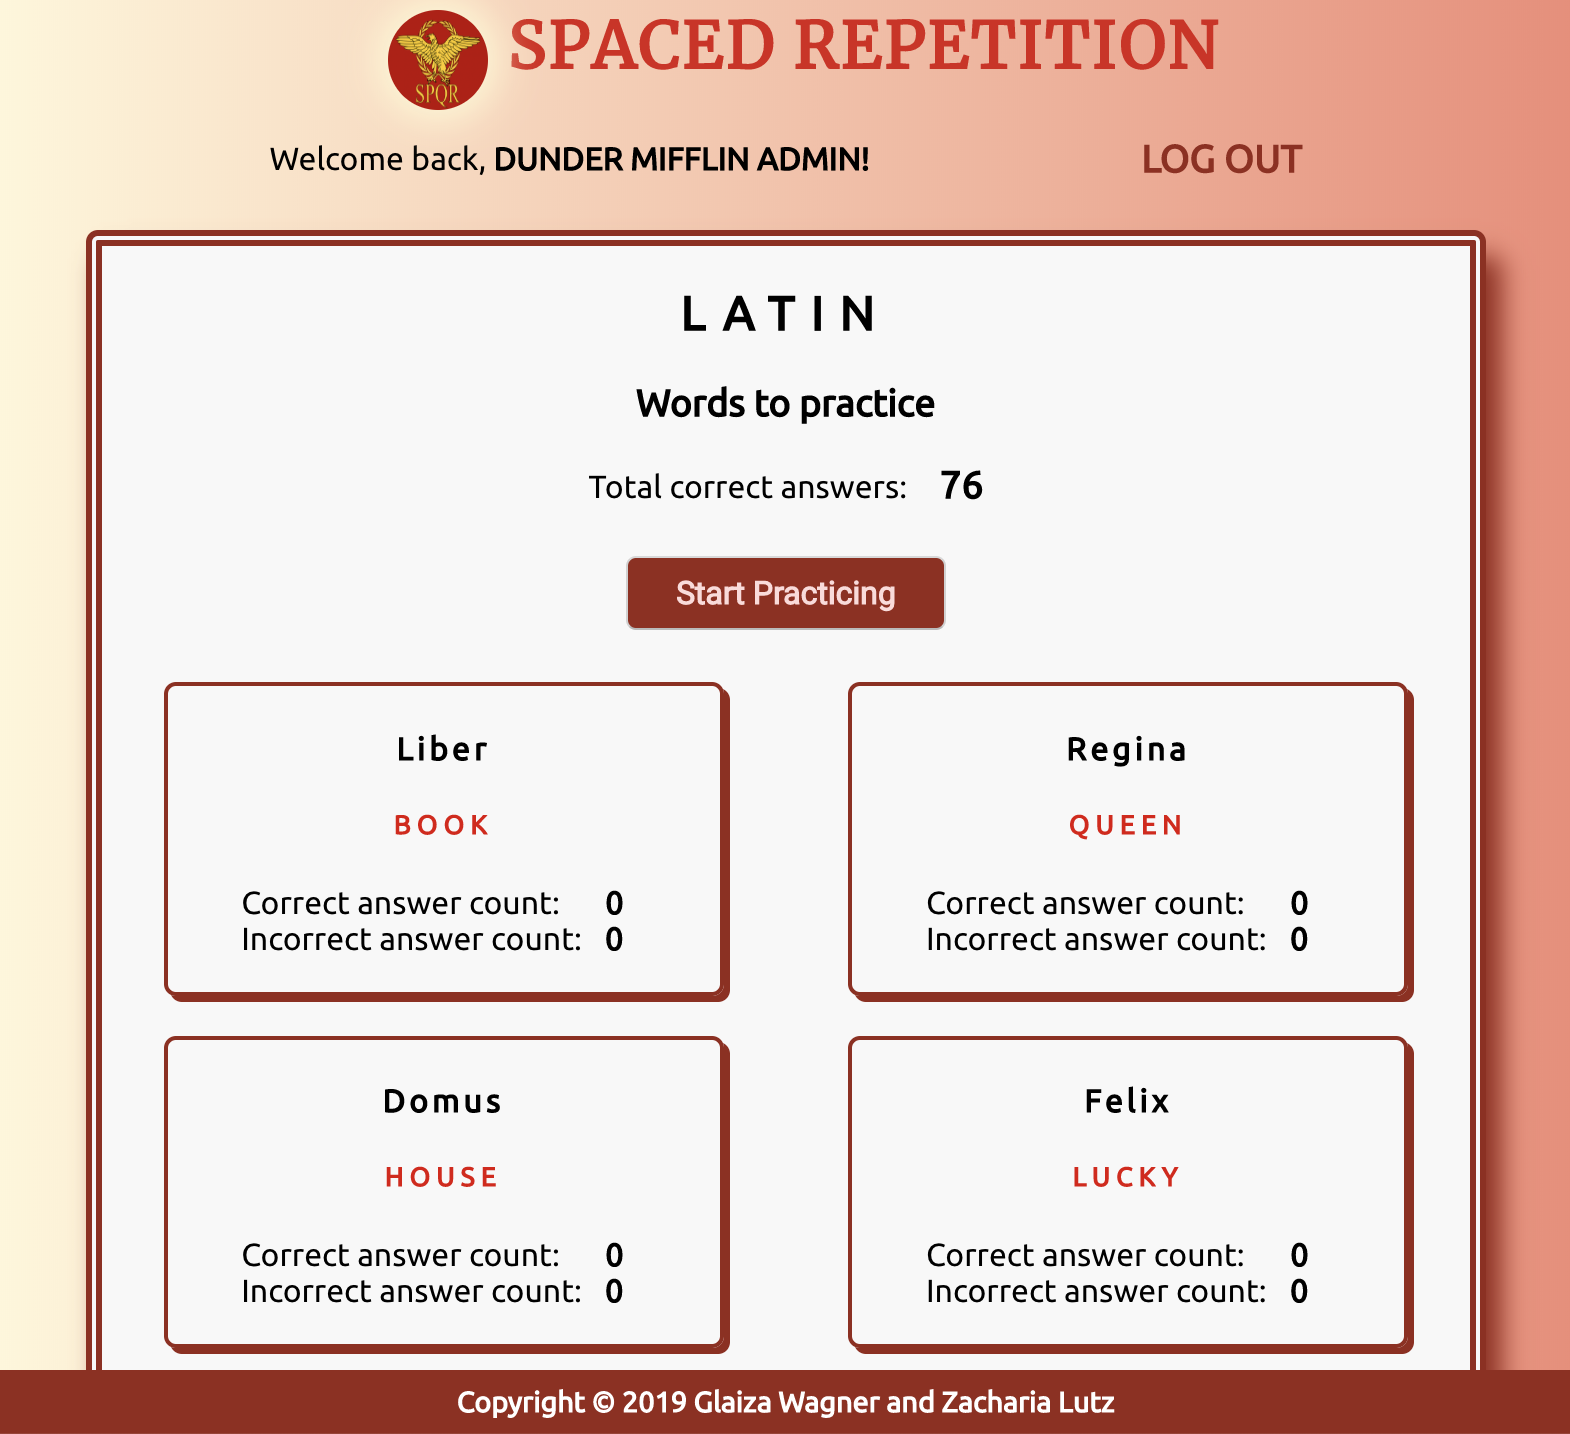 SPQR
SPACED REPETITION
Welcome back, DUNDER MIFFLIN ADMIN!
LOG OUT
LATIN
Words to practice
Total correct answers: 76
Start Practicing
Liber
BOOK
Correct answer count: 0
Incorrect answer count: 0
Regina
QUEEN
Correct answer count: 0
Incorrect answer count: 0
Domus
HOUSE
Correct answer count: 0
Incorrect answer count: 0
Felix
LUCKY
Correct answer count: 0
Incorrect answer count: 0
Copyright © 2019 Glaiza Wagner and Zacharia Lutz